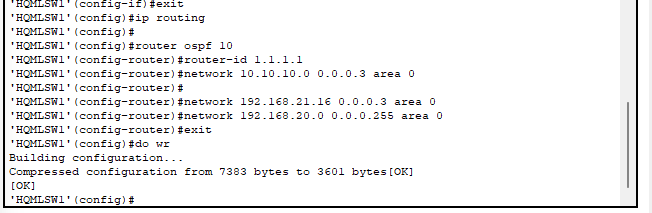 'HQMLSW1'(config-if)#exit
'HQMLSW1'(config)#ip routing
'HQMLSW1'(config)#
'HQMLSW1'(config)#router ospf 10
'HQMLSW1'(config-router)#router-id 1.1.1.1
'HQMLSW1'(config-router)#network 10.10.10.0 0.0.0.3 area 0
'HQMLSW1'(config-router)#
'HQMLSW1'(config-router)#network 192.168.21.16 0.0.0.3 area 0
'HQMLSW1'(config-router)#network 192.168.20.0 0.0.0.255 area 0
'HQMLSW1'(config-router)#exit
'HQMLSW1'(config)#do wr
Building configuration...
Compressed configuration from 7383 bytes to 3601 bytes[OK]
[OK]
'HQMLSW1'(config)#